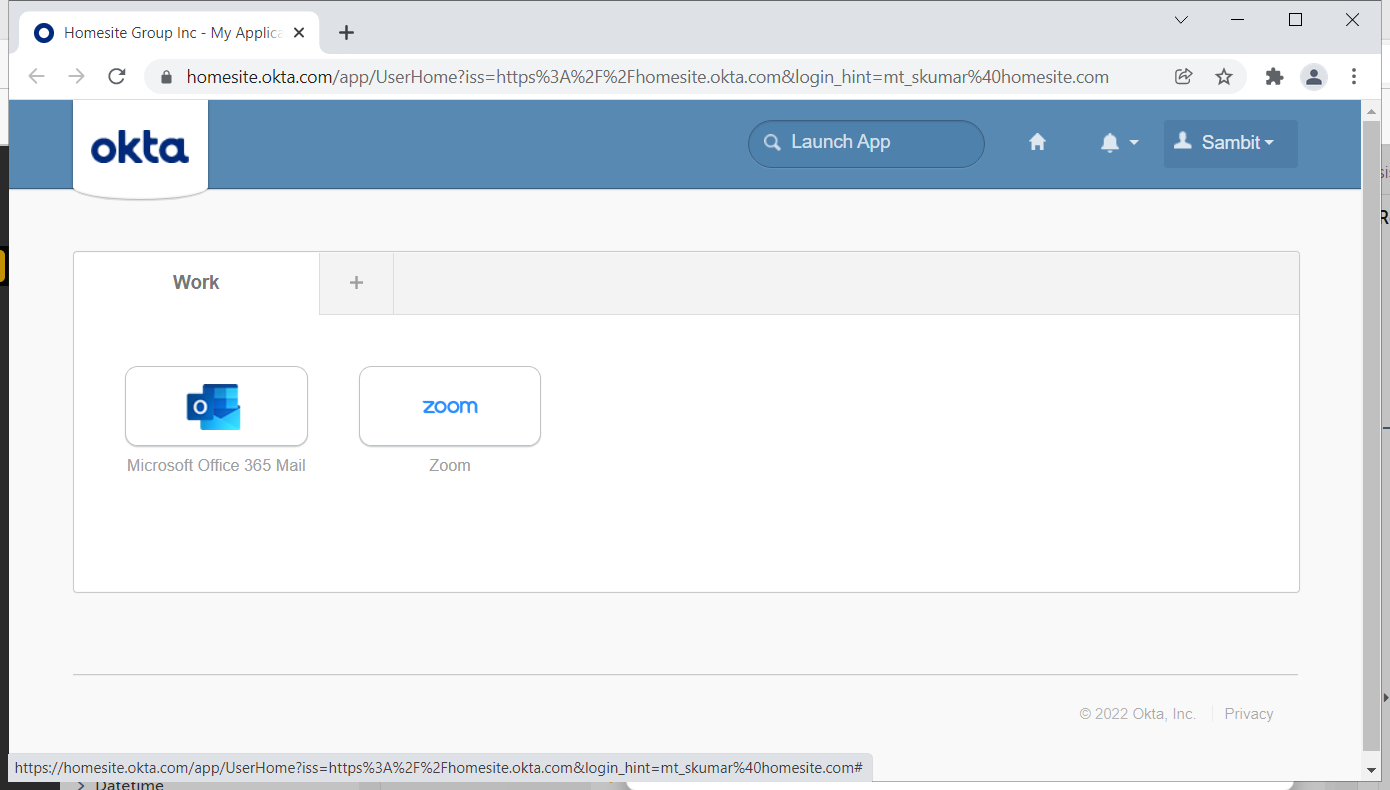 Homesite Group Inc - My Applica
homesite.okta.com/app/UserHome?iss=https%3A%2F%2Fhomesite.okta.com&login_hint=mt_skumar%40homesite.com
okta
Launch App
Sambit
Work
+
O
zoom
Microsoft Office 365 Mail
Zoom
© 2022 Okta, Inc.
Privacy
https://homesite.okta.com/app/UserHome?iss=https%3A%2F%2Fhomesite.okta.com&login_hint=mt_skumar%40homesite.com#
Datetime